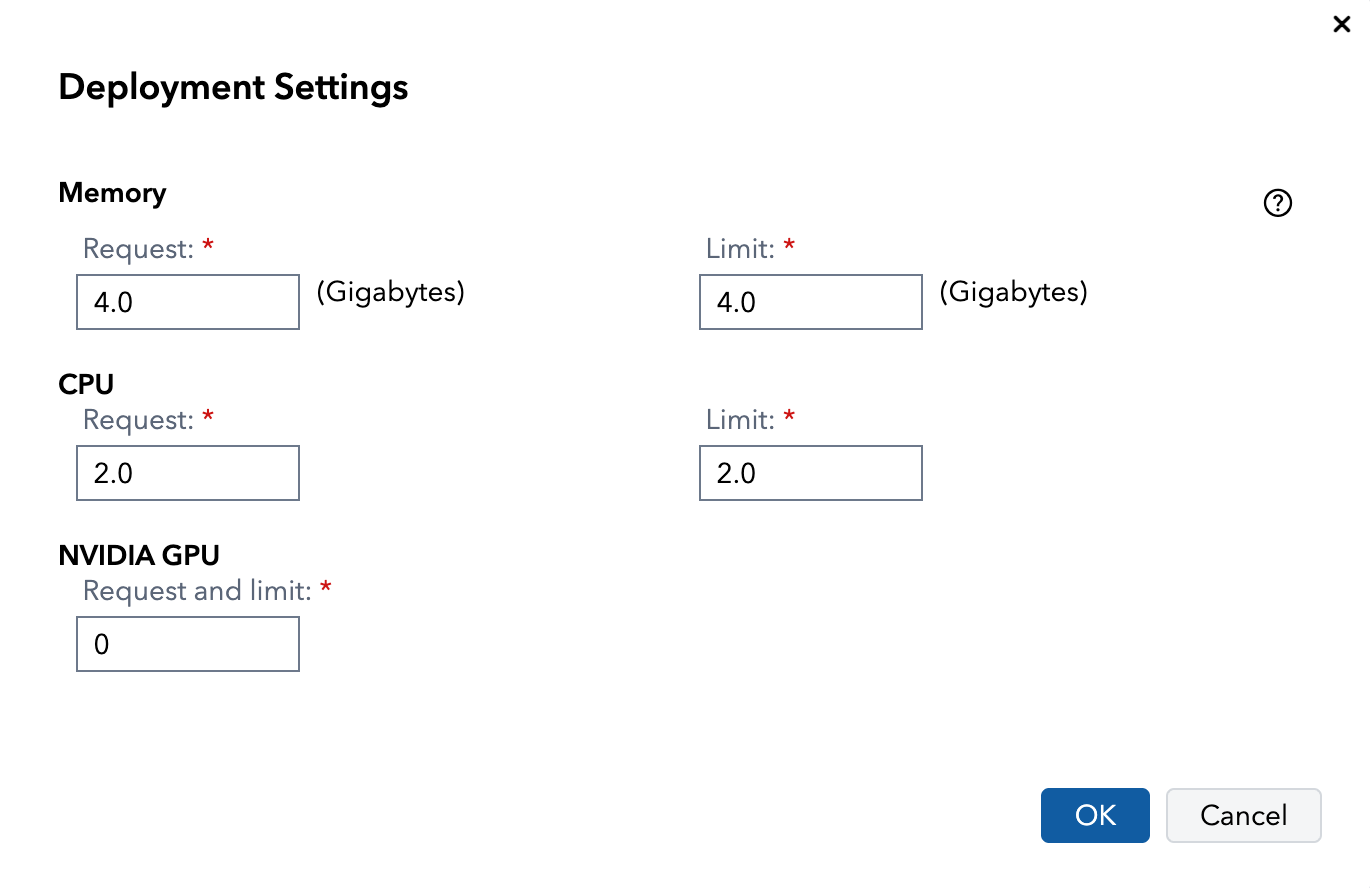 Deployment Settings
Memory
Request: *
Limit: *
4.0 (Gigabytes)
4.0 (Gigabytes)
CPU
Request: *
Limit: *
2.0
2.0
NVIDIA GPU
Request and limit: *
0
OK
Cancel